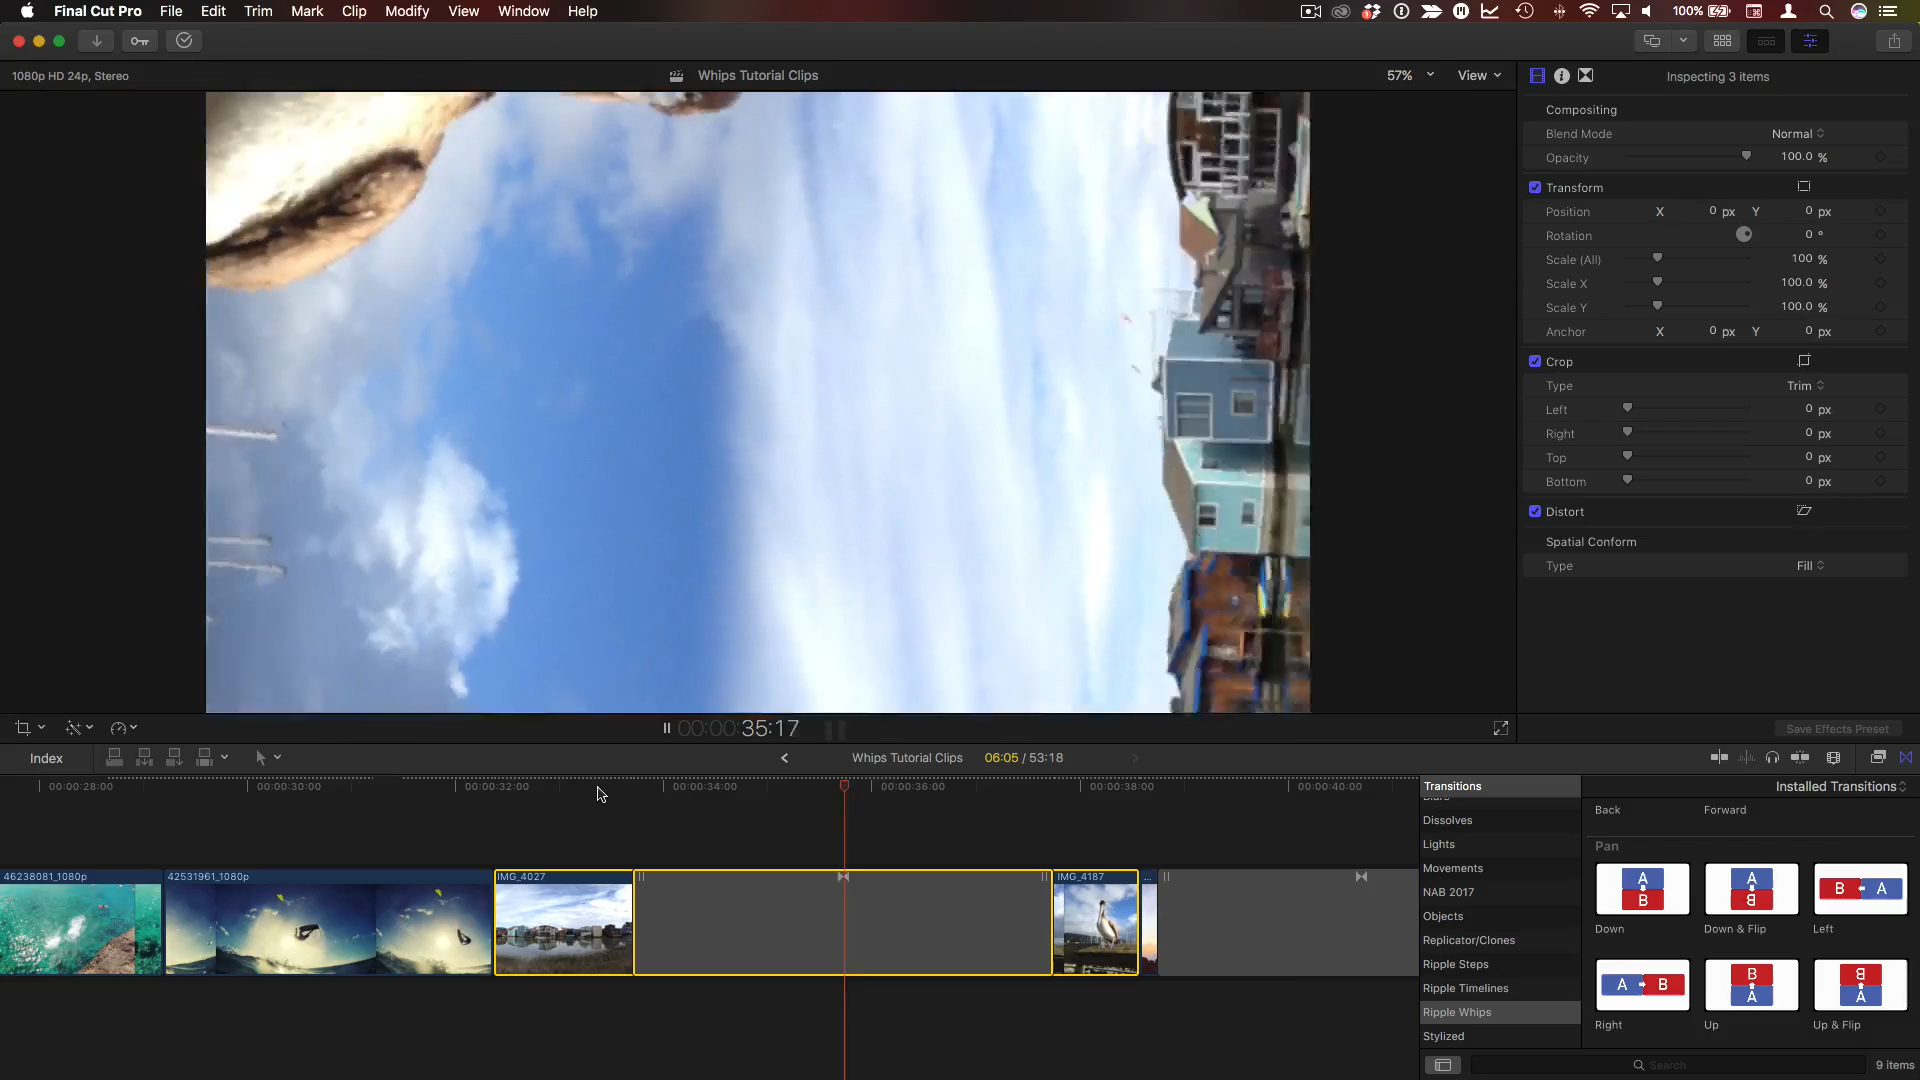 Final Cut Pro File Edit Trim Mark Clip Modify View Window Help 100%
1080p HD 24p, Stereo Whips Tutorial Clips 57% View Inspecting 3 items
Compositing
Blend Mode Normal
Opacity 100.0 %
Transform
Position X 0 px Y 0 px
Rotation 0 °
Scale (All) 100 %
Scale X 100.0 %
Scale Y 100.0 %
Anchor X 0 px Y 0 px
Crop
Type Trim
Left 0 px
Right 0 px
Top 0 px
Bottom 0 px
Distort
Spatial Conform
Type Fill
00:00:35:17 Save Effects Preset
Index Whips Tutorial Clips 06:05 / 53:18
00:00:28:00 00:00:30:00 00:00:32:00 00:00:34:00 00:00:36:00 00:00:38:00 00:00:40:00
46238081_1080p 42531961_1080p IMG_4027 IMG_4187 ...
Transitions Installed Transitions
Dissolves
Lights
Movements
NAB 2017
Objects
Replicator/Clones
Ripple Steps
Ripple Timelines
Ripple Whips
Stylized
Back Forward
Pan
A B A B B A
Down Down & Flip Left
A B B A B A
Right Up Up & Flip
Search 9 items